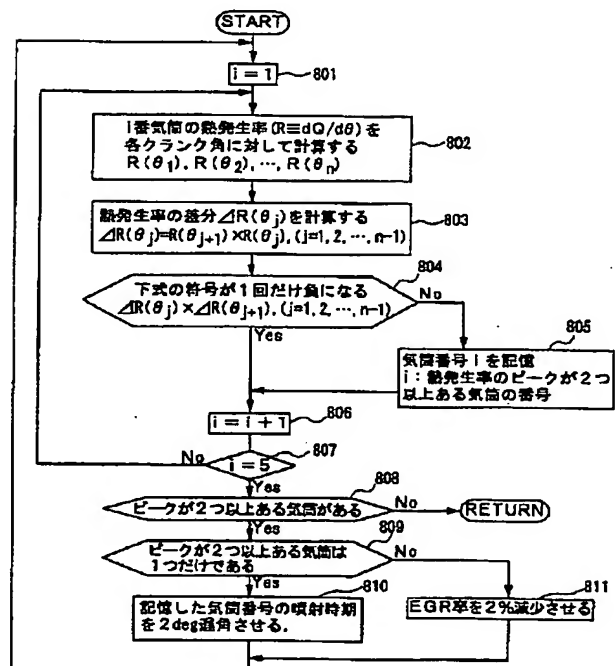 START
i = 1
801
i番気筒の熱発生率(R≡dQ/dθ)を
各クランク角に対して計算する
R(θ1), R(θ2), …, R(θn)
802
熱発生率の差分⊿R(θj)を計算する
⊿R(θj)=R(θj+1)×R(θj), (j=1, 2, …, n-1)
803
804
下式の符号が1回だけ負になる
⊿R(θj)×⊿R(θj+1), (j=1, 2, …, n-1)
No
Yes
805
気筒番号iを記憶
i:熱発生率のピークが2つ
以上ある気筒の番号
806
i = i + 1
807
No
i = 5
Yes
808
ピークが2つ以上ある気筒がある
No
RETURN
Yes
809
ピークが2つ以上ある気筒は
1つだけである
No
Yes
810
記憶した気筒番号の噴射時期
を2deg遅角させる.
811
EGR率を2%減少させる